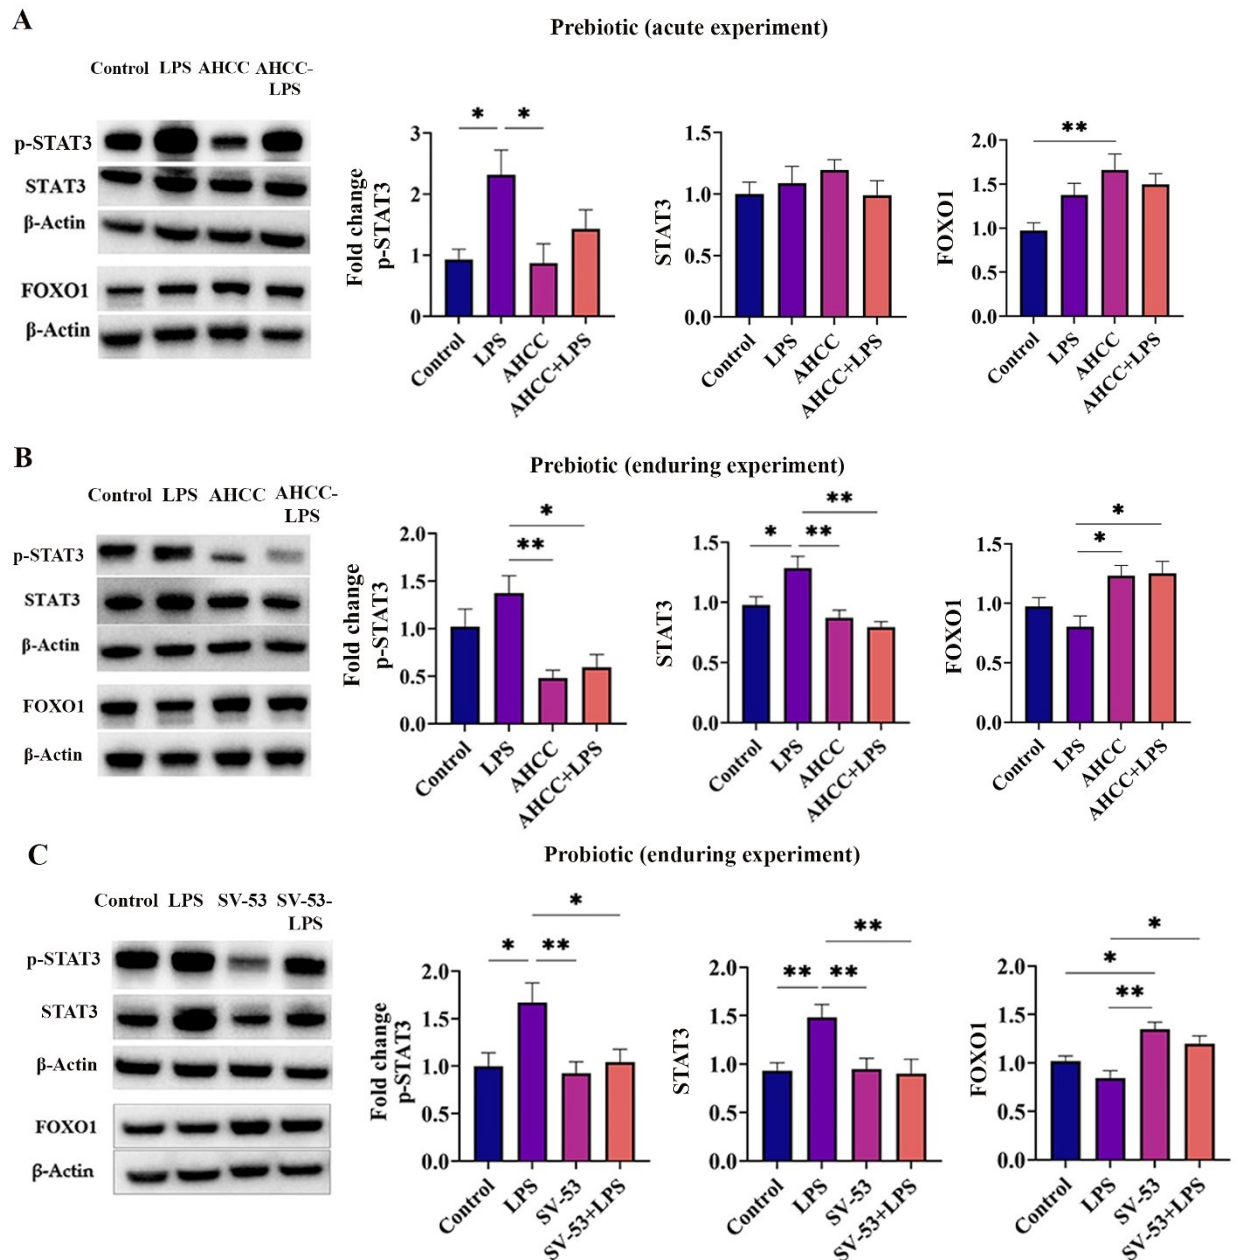 A
Prebiotic (acute experiment)
Control LPS AHCC AHCC-
LPS
p-STAT3
STAT3
β-Actin
FOXO1
β-Actin
Fold change
p-STAT3
3
2
1
0
* *
Control
LPS
AHCC
AHCC+LPS
STAT3
1.5
1.0
0.5
0.0
Control
LPS
AHCC
AHCC+LPS
FOXO1
2.0
1.5
1.0
0.5
0.0
**
Control
LPS
AHCC
AHCC+LPS
B
Prebiotic (enduring experiment)
Control LPS AHCC AHCC-
LPS
p-STAT3
STAT3
β-Actin
FOXO1
β-Actin
Fold change
p-STAT3
2.0
1.5
1.0
0.5
0.0
*
**
Control
LPS
AHCC
AHCC+LPS
STAT3
1.5
1.0
0.5
0.0
**
* **
Control
LPS
AHCC
AHCC+LPS
FOXO1
1.5
1.0
0.5
0.0
*
*
Control
LPS
AHCC
AHCC+LPS
C
Probiotic (enduring experiment)
Control LPS SV-53 SV-53-
LPS
p-STAT3
STAT3
β-Actin
FOXO1
β-Actin
Fold change
p-STAT3
2.0
1.5
1.0
0.5
0.0
*
* **
Control
LPS
SV-53
SV-53+LPS
STAT3
2.0
1.5
1.0
0.5
0.0
**
** **
Control
LPS
SV-53
SV-53+LPS
FOXO1
2.0
1.5
1.0
0.5
0.0
*
*
**
Control
LPS
SV-53
SV-53+LPS